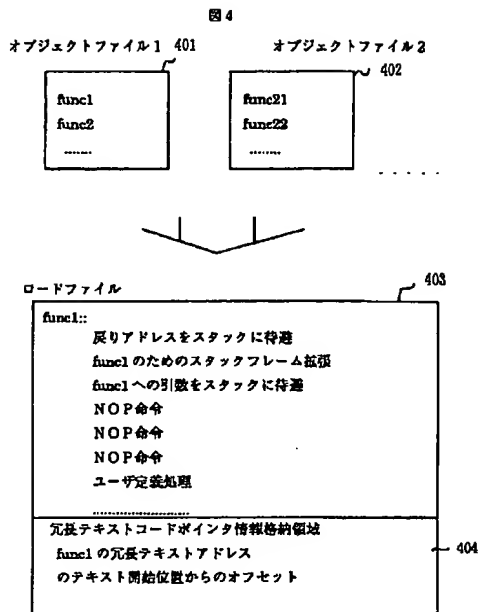 図4
オブジェクトファイル1 401
オブジェクトファイル2
402
func1
func2
.......
func21
func22
........
. . . . .
ロードファイル
403
func1::
戻りアドレスをスタックに待避
func1のためのスタックフレーム拡張
func1への引数をスタックに待避
NOP命令
NOP命令
NOP命令
ユーザ定義処理
........................
冗長テキストコードポインタ情報格納領域
func1の冗長テキストアドレス
404
のテキスト開始位置からのオフセット